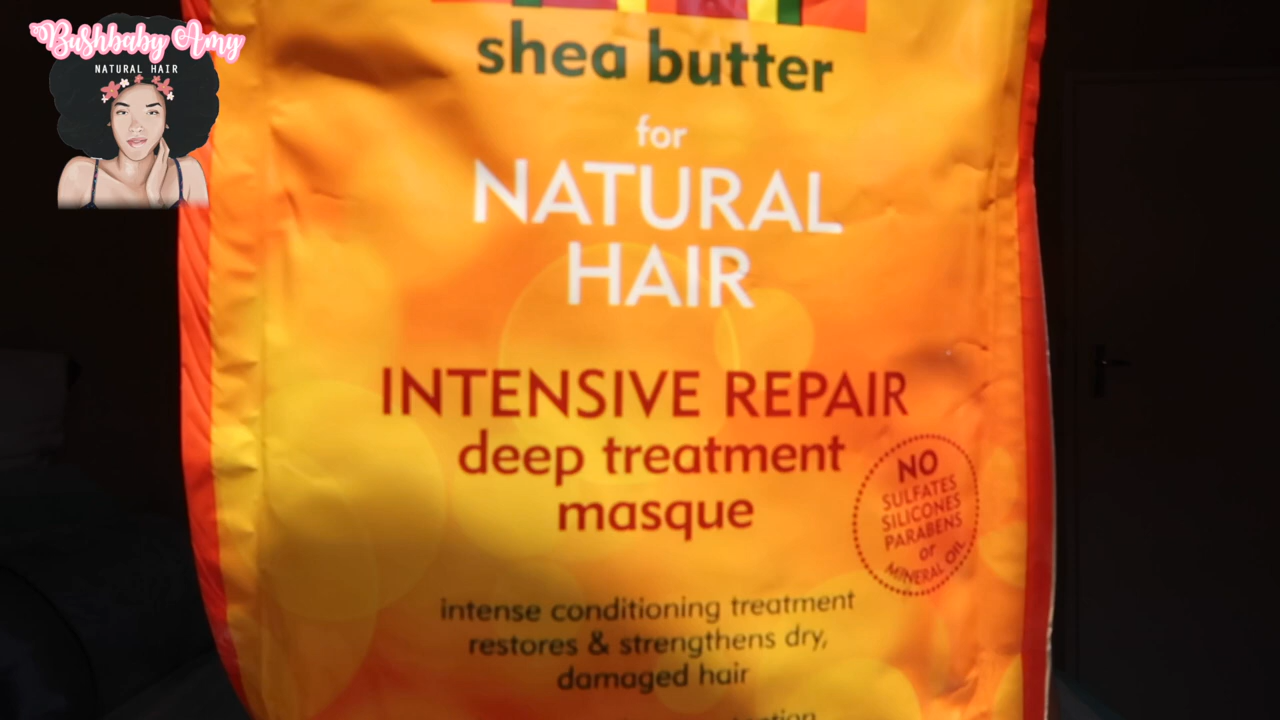 Bushbaby Amy
NATURAL HAIR
shea butter
for
NATURAL
HAIR
INTENSIVE REPAIR
deep treatment
masque
NO
SULFATES
SILICONES
PARABENS
or
MINERAL OIL
intense conditioning treatment
restores & strengthens dry,
damaged hair